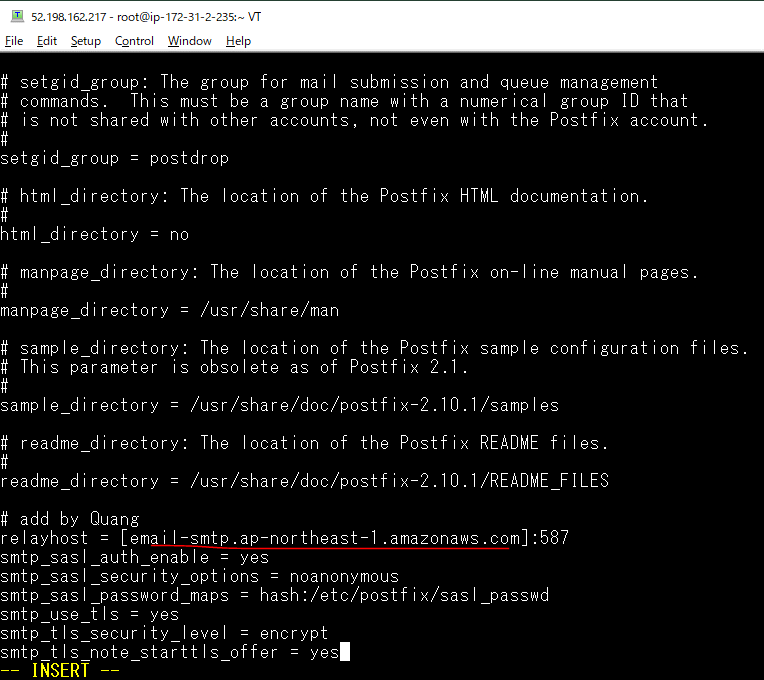 52.198.162.217 - root@ip-172-31-2-235:~ VT
File Edit Setup Control Window Help
# setgid_group: The group for mail submission and queue management
# commands.  This must be a group name with a numerical group ID that
# is not shared with other accounts, not even with the Postfix account.
#
setgid_group = postdrop
# html_directory: The location of the Postfix HTML documentation.
#
html_directory = no
# manpage_directory: The location of the Postfix on-line manual pages.
#
manpage_directory = /usr/share/man
# sample_directory: The location of the Postfix sample configuration files.
# This parameter is obsolete as of Postfix 2.1.
#
sample_directory = /usr/share/doc/postfix-2.10.1/samples
# readme_directory: The location of the Postfix README files.
#
readme_directory = /usr/share/doc/postfix-2.10.1/README_FILES
# add by Quang
relayhost = [email-smtp.ap-northeast-1.amazonaws.com]:587
smtp_sasl_auth_enable = yes
smtp_sasl_security_options = noanonymous
smtp_sasl_password_maps = hash:/etc/postfix/sasl_passwd
smtp_use_tls = yes
smtp_tls_security_level = encrypt
smtp_tls_note_starttls_offer = yes
-- INSERT --